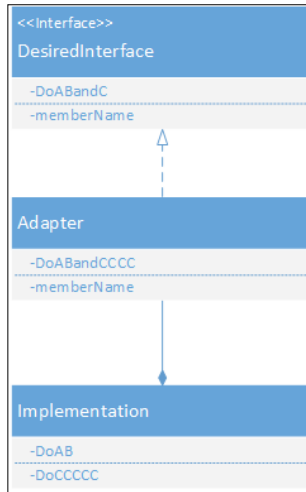 <<Interface>>
DesiredInterface
-DoABandC
-memberName
Adapter
-DoABandCCCC
-memberName
Implementation
-DoAB
-DoCCCCC